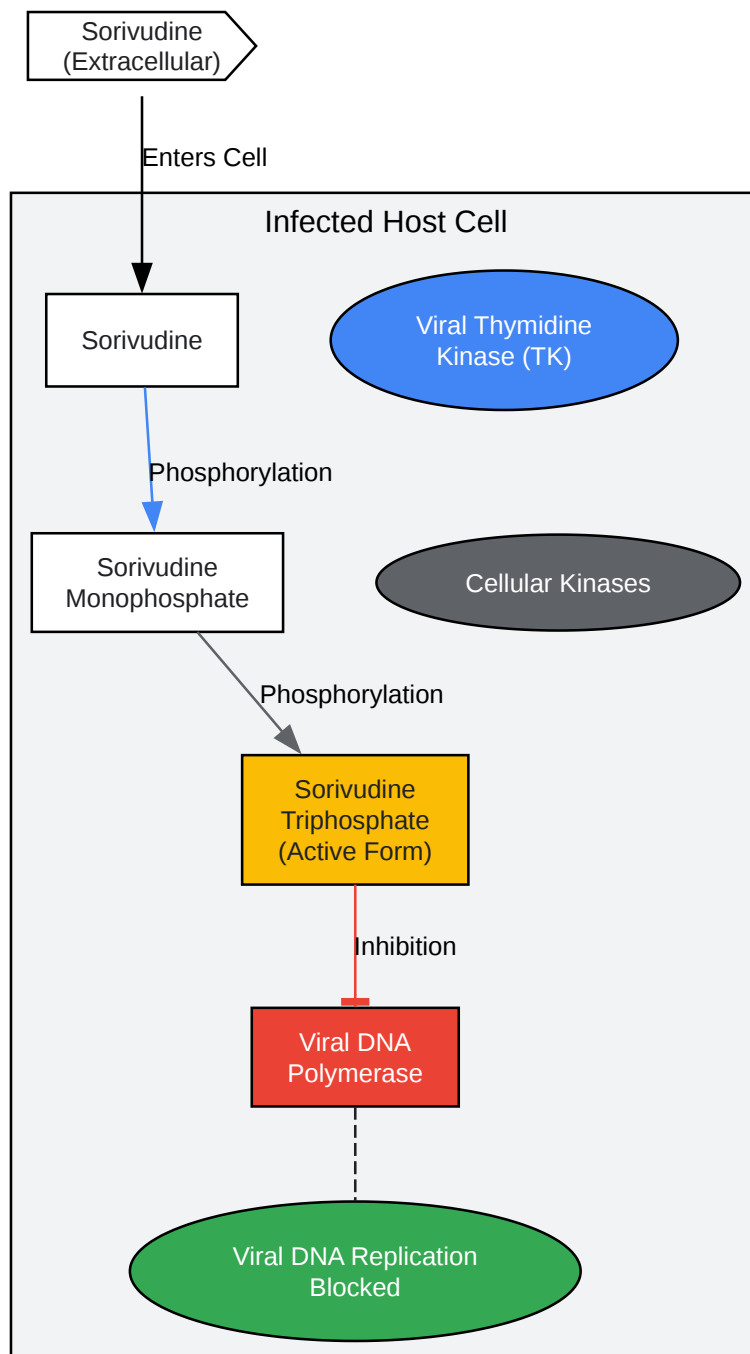 Sorivudine
(Extracellular)
Enters Cell
Infected Host Cell
Sorivudine
Viral Thymidine
Kinase (TK)
Phosphorylation
Sorivudine
Monophosphate
Cellular Kinases
Phosphorylation
Sorivudine
Triphosphate
(Active Form)
Inhibition
Viral DNA
Polymerase
Viral DNA Replication
Blocked